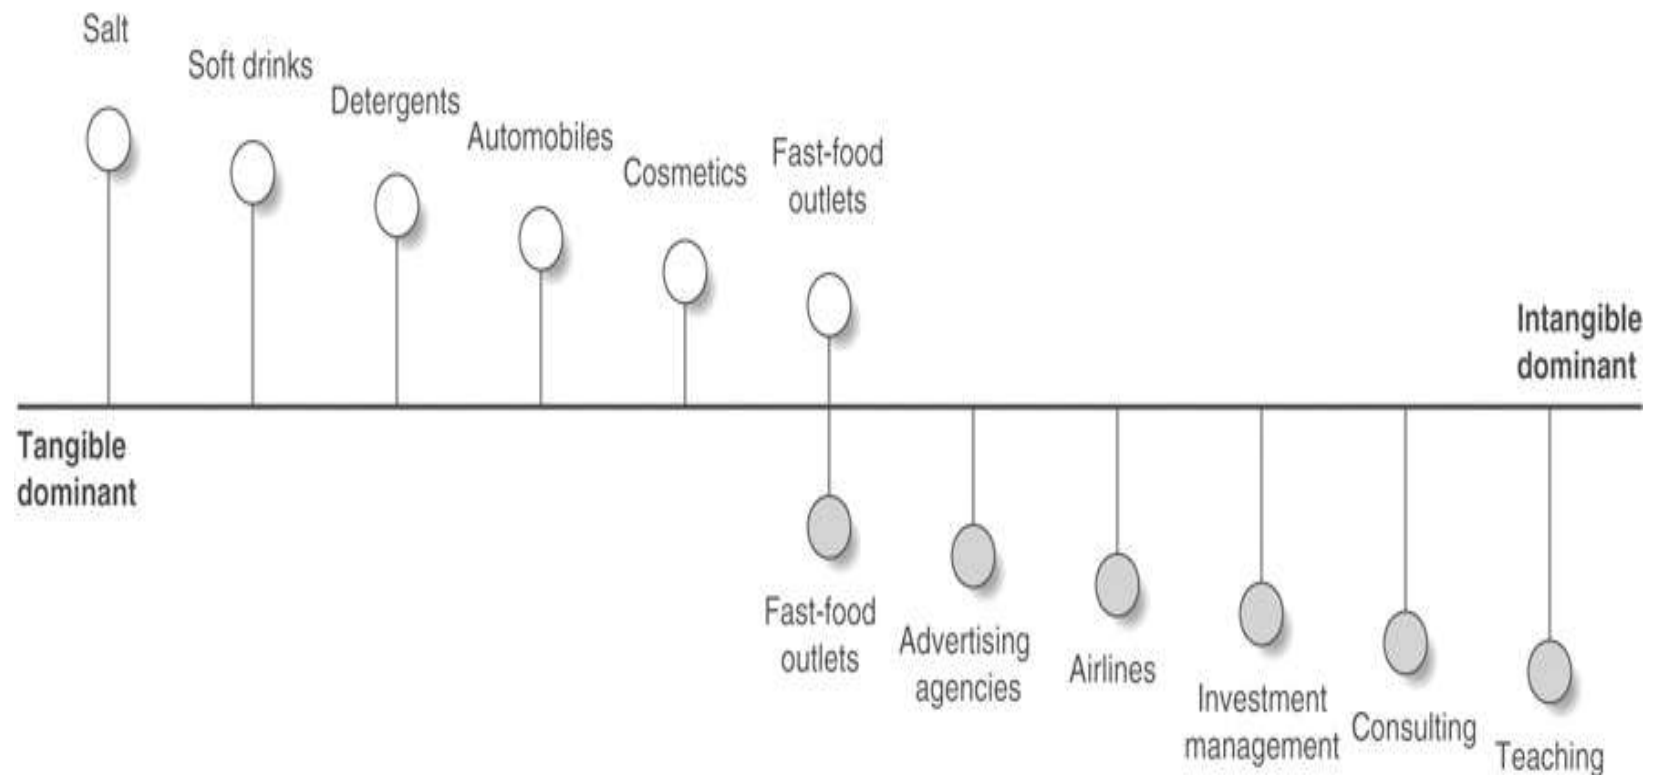 Salt
Soft drinks
Detergents
Automobiles
Cosmetics
Fast-food
outlets
Intangible
dominant
Tangible
dominant
Fast-food
outlets
Advertising
agencies
Airlines
Investment
management
Consulting
Teaching